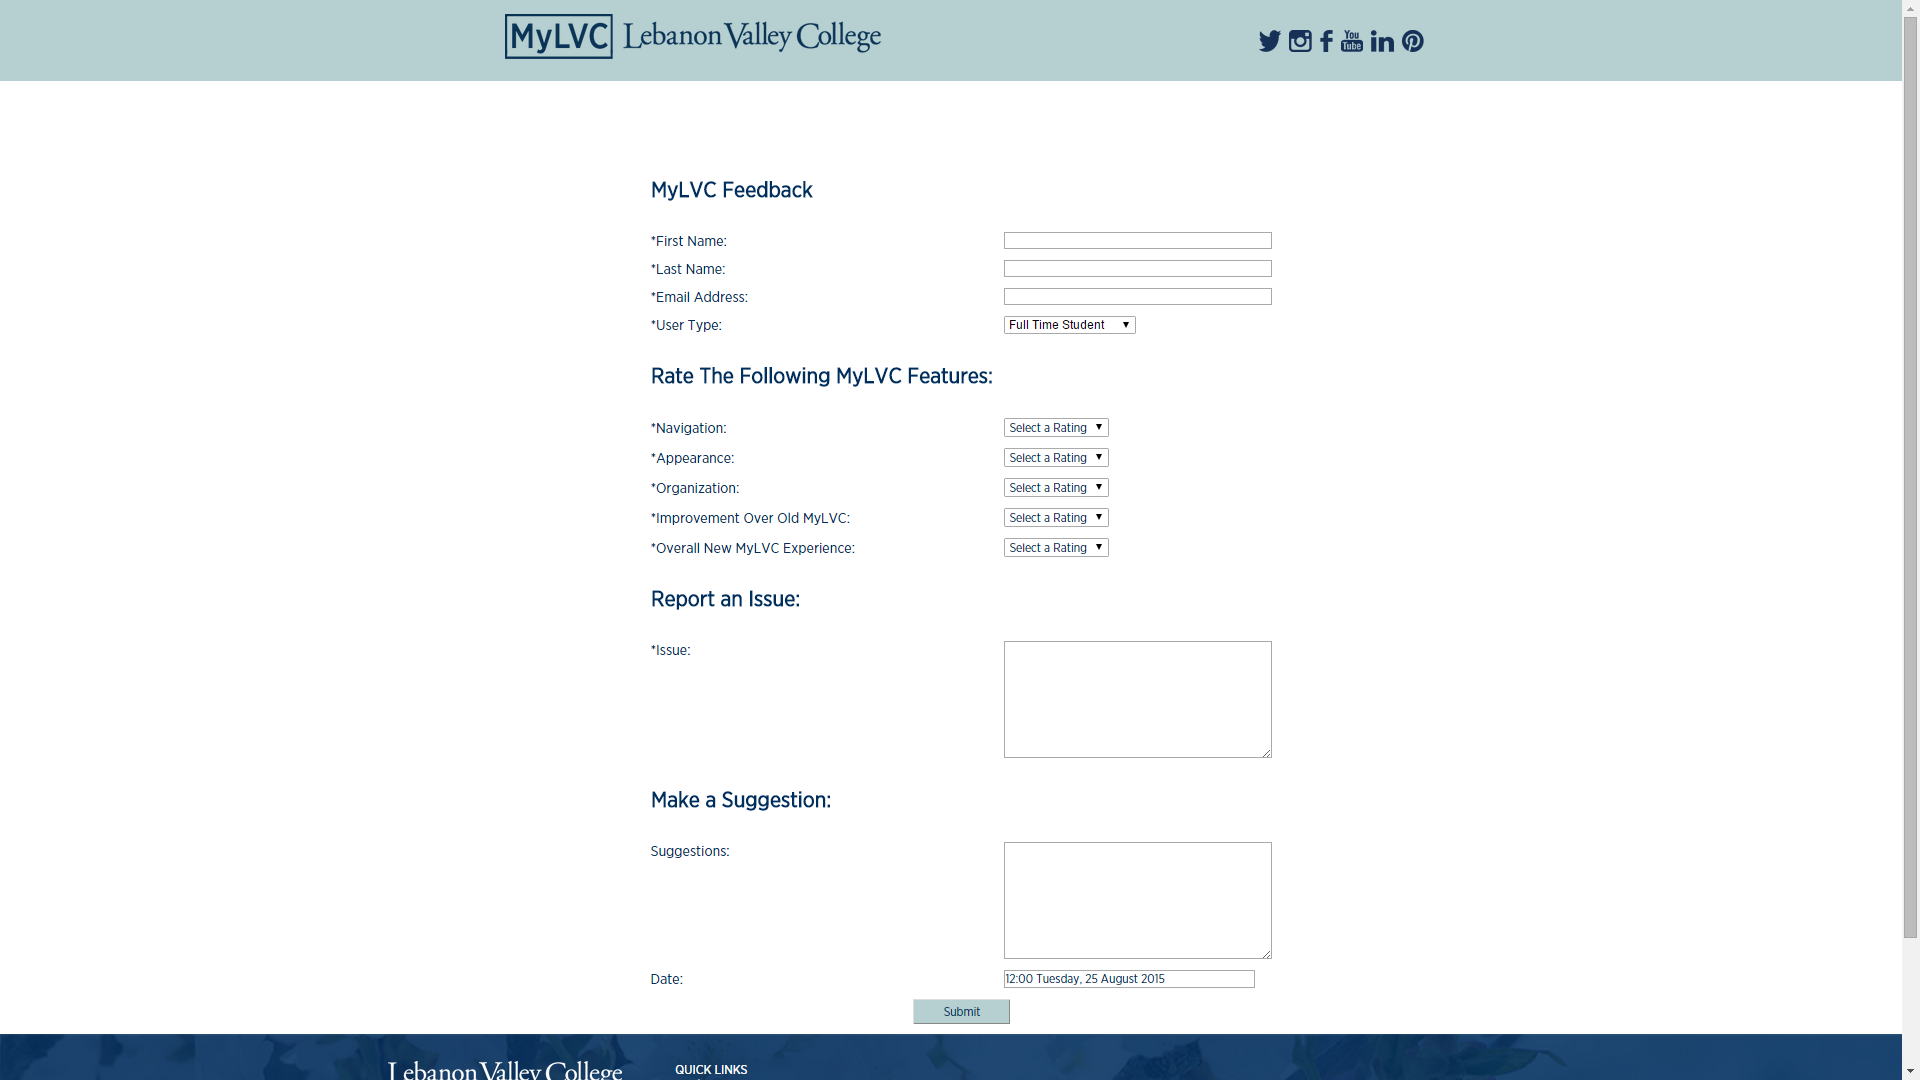 MyLVC Lebanon Valley College
You Tube
MyLVC Feedback
*First Name:
*Last Name:
*Email Address:
*User Type: Full Time Student
Rate The Following MyLVC Features:
*Navigation: Select a Rating
*Appearance: Select a Rating
*Organization: Select a Rating
*Improvement Over Old MyLVC: Select a Rating
*Overall New MyLVC Experience: Select a Rating
Report an Issue:
*Issue:
Make a Suggestion:
Suggestions:
Date: 12:00 Tuesday, 25 August 2015
Submit
Lebanon Valley College QUICK LINKS